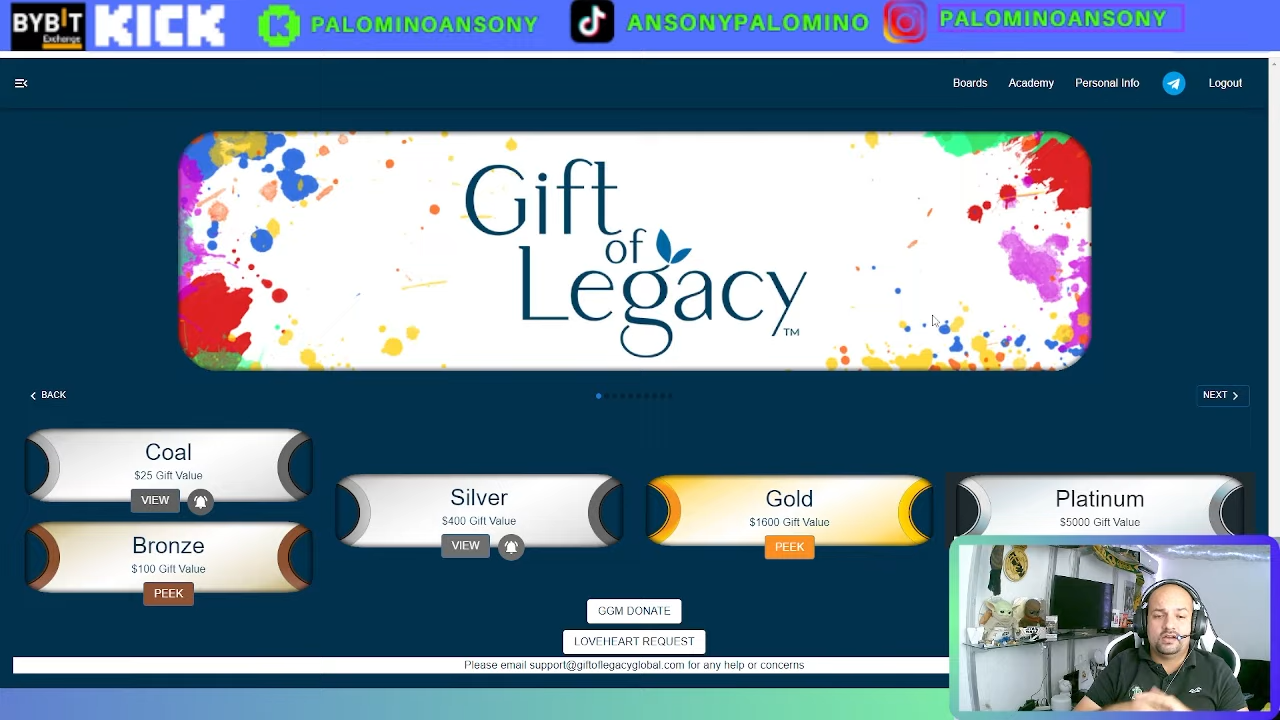 BYBIT
Exchange
KICK
PALOMINOANSONY
ANSONYPALOMINO
PALOMINOANSONY
Boards
Academy
Personal Info
Logout
Gift
of
Legacy
TM
BACK
NEXT
Coal
$25 Gift Value
VIEW
Bronze
$100 Gift Value
PEEK
Silver
$400 Gift Value
VIEW
Gold
$1600 Gift Value
PEEK
Platinum
$5000 Gift Value
GGM DONATE
LOVEHEART REQUEST
Please email support@giftoflegacyglobal.com for any help or concerns